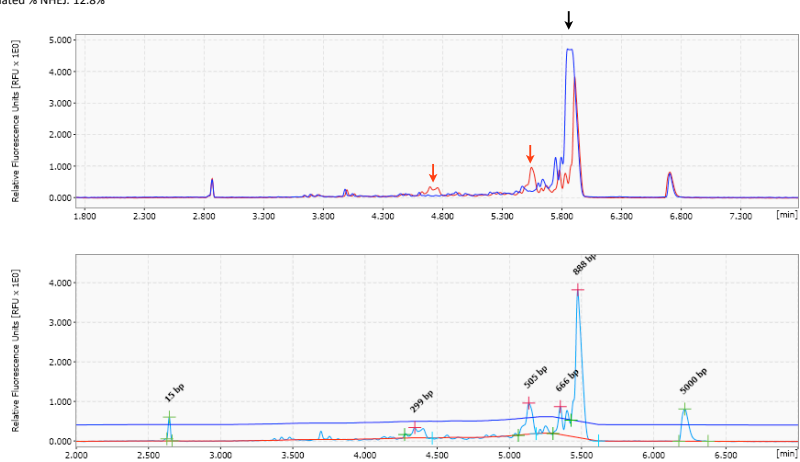 ated % NHEJ: 12.8%
Relative Fluorescence Units [RFU x 1E0]
5.000
4.000
3.000
2.000
1.000
0.000
1.800 2.300 2.800 3.300 3.800 4.300 4.800 5.300 5.800 6.300 6.800 7.300 [min]
Relative Fluorescence Units [RFU x 1E0]
4.000
3.000
2.000
1.000
0.000
15 bp
299 bp
505 bp
666 bp
888 bp
5000 bp
2.000 2.500 3.000 3.500 4.000 4.500 5.000 5.500 6.000 6.500 [min]